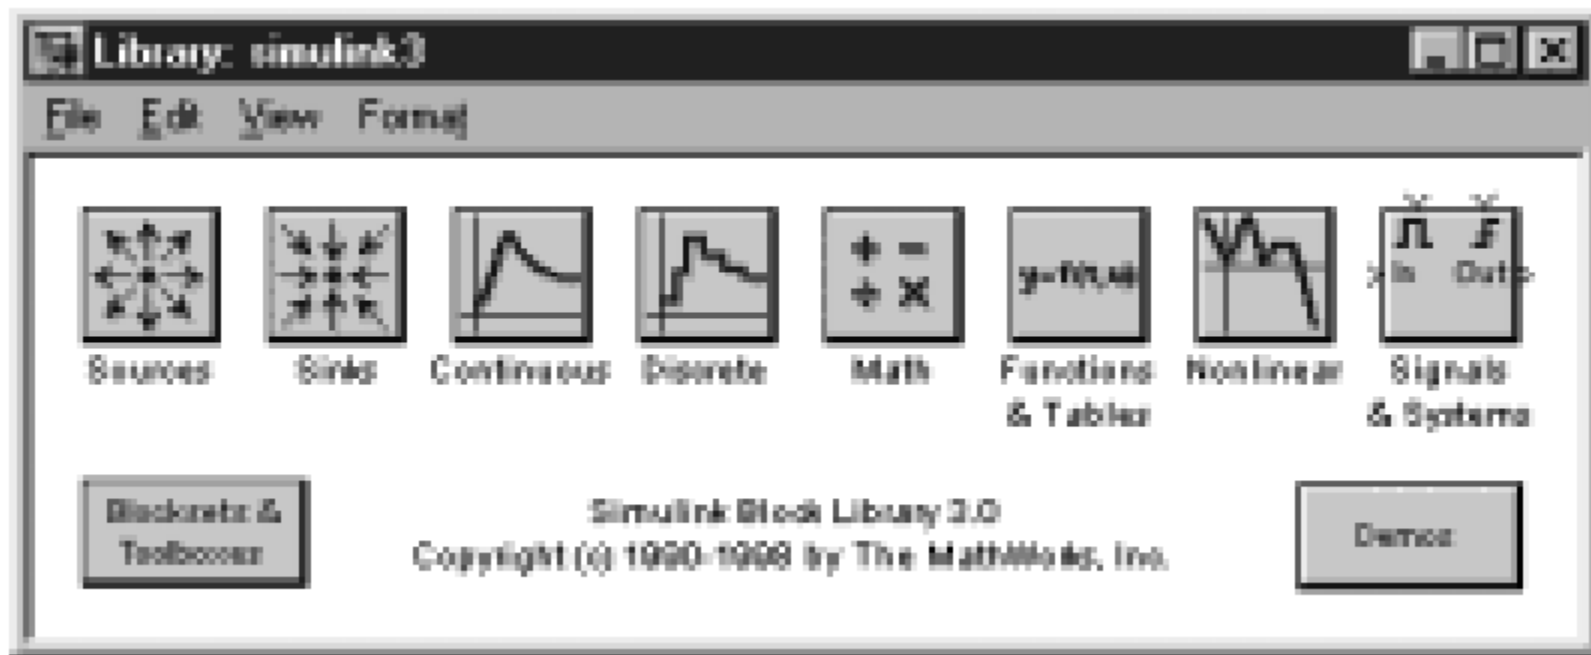 Library: simulink3
File Edit View Format
+ −
÷ ×
y=f(t,u)
In Out
Sources Sinks Continuous Discrete Math Functions & Tables Nonlinear Signals & Systems
Blocksets &
Toolboxes
Simulink Block Library 3.0
Copyright (c) 1990-1998 by The MathWorks, Inc.
Demos